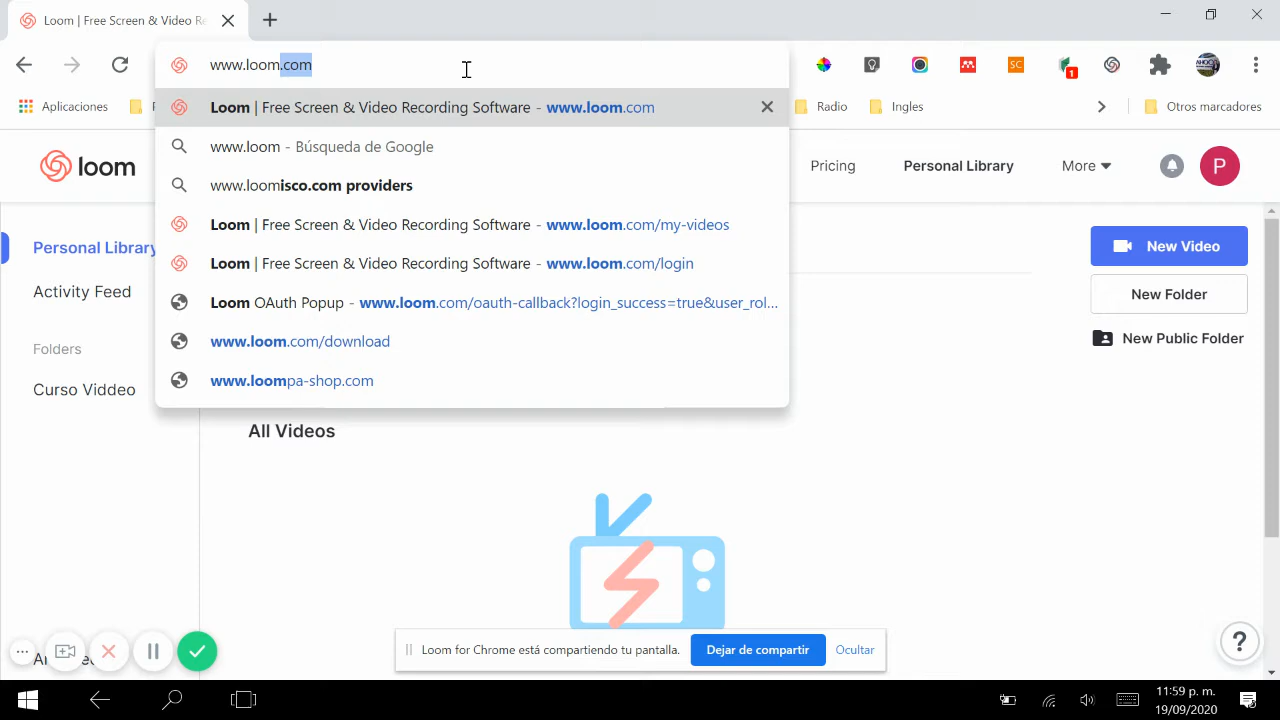 Loom | Free Screen & Video Re
www.loom.com
SC
1
Loom | Free Screen & Video Recording Software - www.loom.com
Aplicaciones
Radio
Ingles
Otros marcadores
www.loom - Búsqueda de Google
www.loomisco.com providers
loom
Pricing
Personal Library
More
P
Loom | Free Screen & Video Recording Software - www.loom.com/my-videos
Loom | Free Screen & Video Recording Software - www.loom.com/login
Loom OAuth Popup - www.loom.com/oauth-callback?login_success=true&user_rol...
www.loom.com/download
www.loompa-shop.com
Personal Library
Activity Feed
Folders
Curso Viddeo
New Video
New Folder
New Public Folder
All Videos
Loom for Chrome está compartiendo tu pantalla.
Dejar de compartir
Ocultar
?
11:59 p. m.
19/09/2020